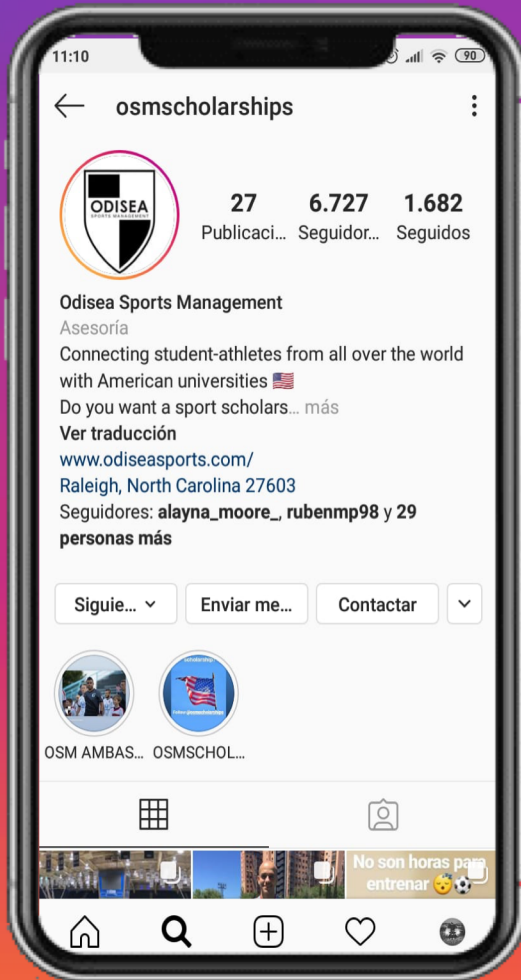 11:10
90
osmscholarships
ODISEA
SPORTS MANAGEMENT
27 6.727 1.682
Publicaci... Seguidor... Seguidos
Odisea Sports Management
Asesoría
Connecting student-athletes from all over the world
with American universities 🇺🇸
Do you want a sport scholars... más
Ver traducción
www.odiseasports.com/
Raleigh, North Carolina 27603
Seguidores: alayna_moore_, rubenmp98 y 29
personas más
Siguie... Enviar me... Contactar
OSM AMBAS... OSMSCHOL...
No son horas para
entrenar 😴⚽